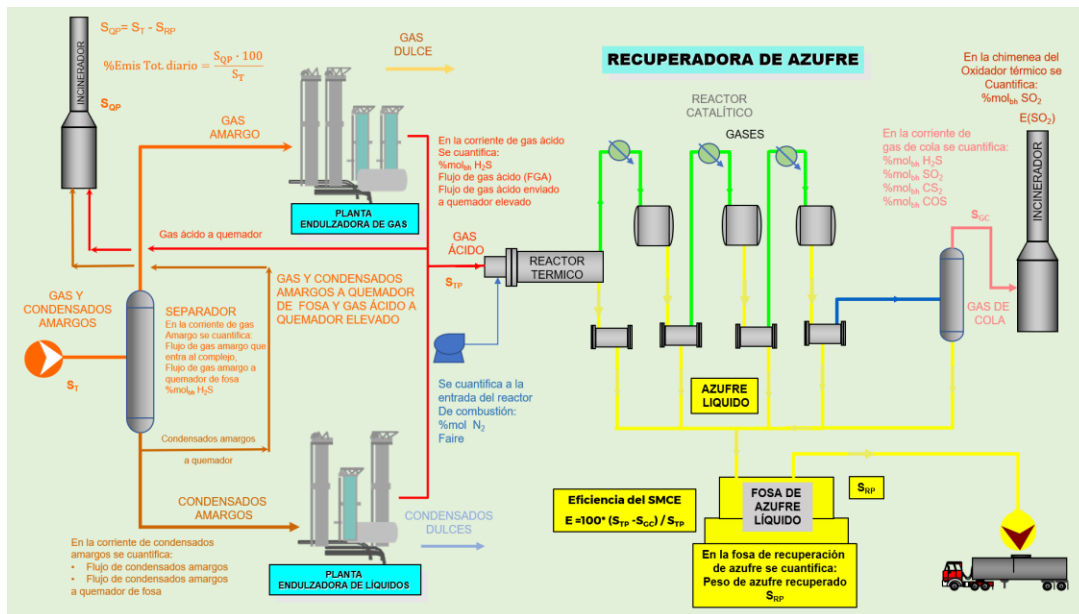 S_QP= S_T - S_RP
%Emis Tot. diario = S_QP · 100 / S_T
INCINERADOR
S_QP
GAS
DULCE
GAS
AMARGO
PLANTA
ENDULZADORA DE GAS
RECUPERADORA DE AZUFRE
REACTOR
CATALÍTICO
GASES
En la chimenea del
Oxidador térmico se
Cuantifica:
%mol_bh SO₂
E(SO₂)
INCINERADOR
En la corriente de gas ácido
Se cuantifica:
%mol_bh H₂S
Flujo de gas ácido (FGA)
Flujo de gas ácido enviado
a quemador elevado
En la corriente de
gas de cola se cuantifica:
%mol_bh H₂S
%mol_bh SO₂
%mol_bh CS₂
%mol_bh COS
S_GC
Gas ácido a quemador
GAS
ÁCIDO
S_TP
REACTOR
TERMICO
GAS Y
CONDENSADOS
AMARGOS
S_T
SEPARADOR
En la corriente de gas
Amargo se cuantifica:
Flujo de gas amargo que
entra al complejo,
Flujo de gas amargo a
quemador de fosa
%mol_bh H₂S
GAS Y CONDENSADOS
AMARGOS A QUEMADOR
DE FOSA Y GAS ÁCIDO A
QUEMADOR ELEVADO
GAS DE
COLA
Se cuantifica a la
entrada del reactor
De combustión:
%mol N₂
Faire
AZUFRE
LIQUIDO
Condensados amargos
a quemador
CONDENSADOS
AMARGOS
CONDENSADOS
DULCES
En la corriente de condensados
amargos se cuantifica:
• Flujo de condensados amargos
• Flujo de condensados amargos
a quemador de fosa
PLANTA
ENDULZADORA DE LÍQUIDOS
Eficiencia del SMCE
E =100* (S_TP -S_GC) / S_TP
FOSA DE
AZUFRE
LÍQUIDO
S_RP
En la fosa de recuperación
de azufre se cuantifica:
Peso de azufre recuperado
S_RP